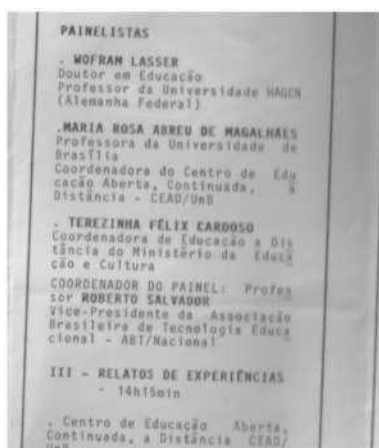 PAINELISTAS
. WOFRAM LASSER
Doutor em Educação
Professor da Universidade HAGEN
(Alemanha Federal)
.MARIA ROSA ABREU DE MAGALHÃES
Professora da Universidade de
Brasília
Coordenadora do Centro de Edu
cação Aberta, Continuada, a
Distância - CEAD/UnB
. TEREZINHA FÉLIX CARDOSO
Coordenadora de Educação a Dis
tância do Ministério da Educa
ção e Cultura
COORDENADOR DO PAINEL: Profes
sor ROBERTO SALVADOR
Vice-Presidente da Associação
Brasileira de Tecnologia Educa
cional - ABT/Nacional
III - RELATOS DE EXPERIÊNCIAS
- 14h15min
. Centro de Educação Aberta,
Continuada, a Distância CEAD/
UnB